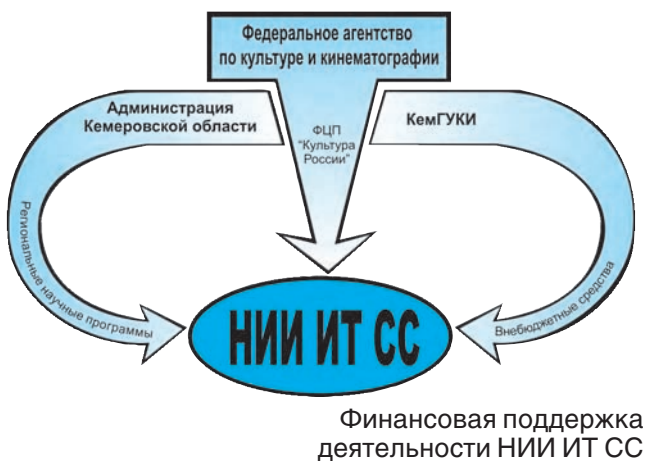 Федеральное агентство
по культуре и кинематографии
Администрация
Кемеровской области
ФЦП
"Культура
России"
КемГУКИ
Региональные научные программы
Внебюджетные средства
НИИ ИТ СС
Финансовая поддержка
деятельности НИИ ИТ СС